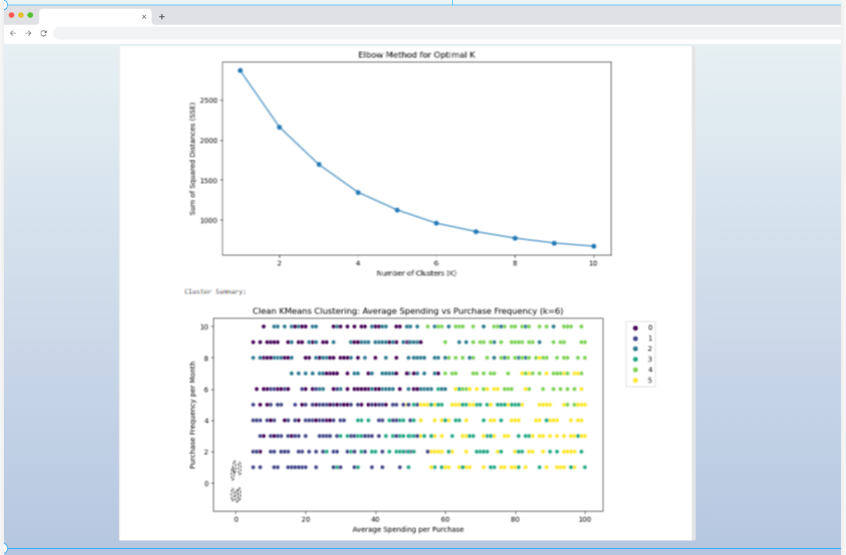 Elbow Method for Optimal K
Sum of Squared Distances (SSE)
2500
2000
1500
1000
2 4 6 8 10
Number of Clusters (K)
Cluster Summary:
Clean KMeans Clustering: Average Spending vs Purchase Frequency (k=6)
Purchase Frequency per Month
10
8
6
4
2
0
0 20 40 60 80 100
Average Spending per Purchase
0
1
2
3
4
5